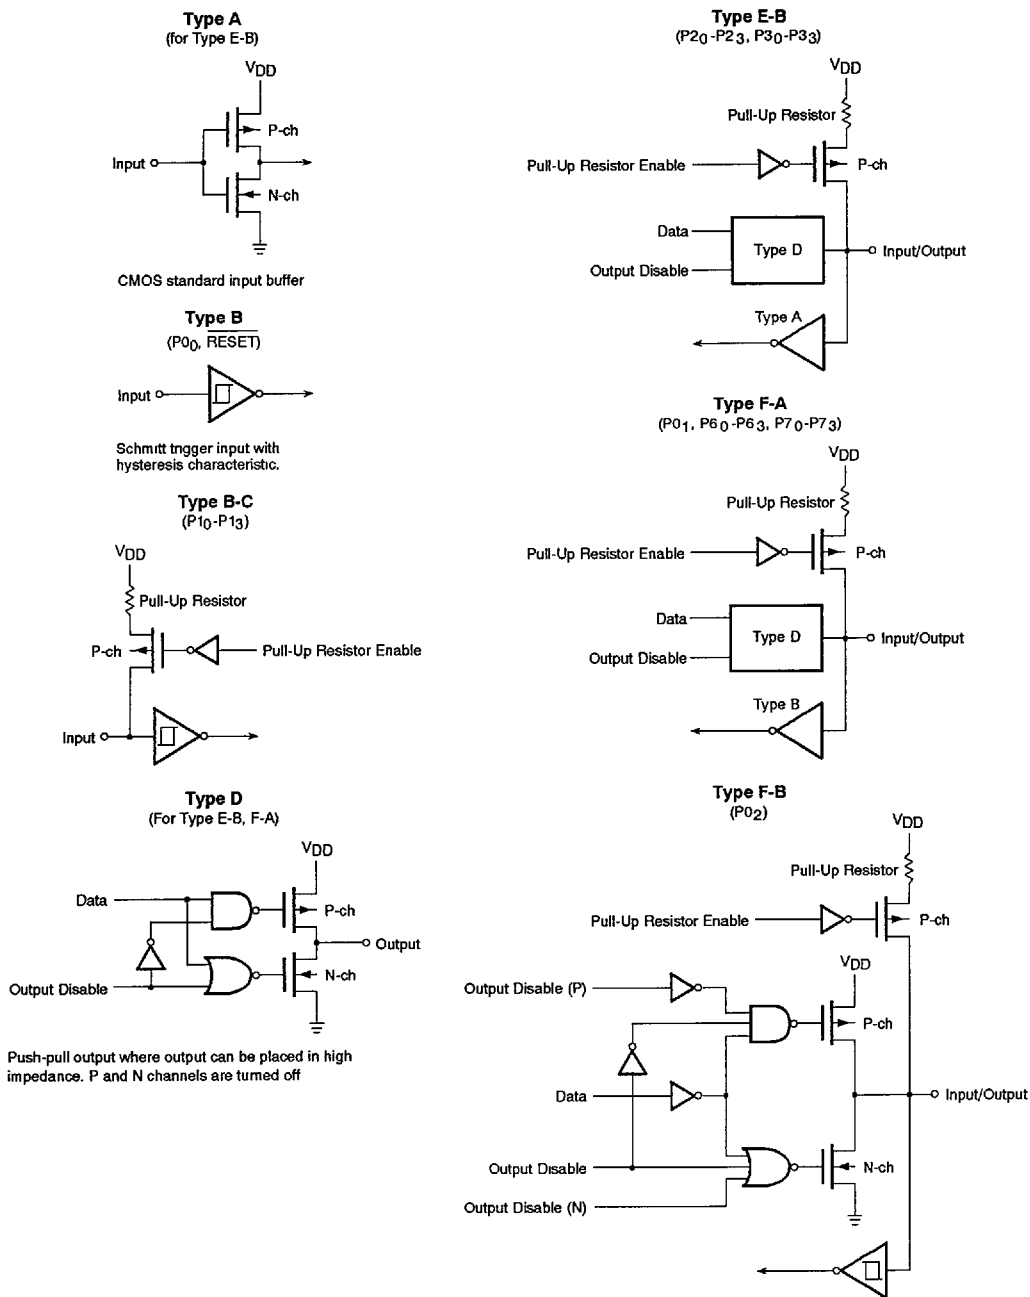 Type A
(for Type E-B)
VDD
P-ch
Input
N-ch
CMOS standard input buffer
Type B
(P00, RESET)
Input
Schmitt trigger input with
hysteresis characteristic.
Type B-C
(P10-P13)
VDD
Pull-Up Resistor
P-ch
Pull-Up Resistor Enable
Input
Type D
(For Type E-B, F-A)
VDD
Data
P-ch
Output
N-ch
Output Disable
Push-pull output where output can be placed in high
impedance. P and N channels are turned off
Type E-B
(P20-P23, P30-P33)
VDD
Pull-Up Resistor
Pull-Up Resistor Enable
P-ch
Data
Type D
Input/Output
Output Disable
Type A
Type F-A
(P01, P60-P63, P70-P73)
VDD
Pull-Up Resistor
Pull-Up Resistor Enable
P-ch
Data
Type D
Input/Output
Output Disable
Type B
Type F-B
(P02)
VDD
Pull-Up Resistor
Pull-Up Resistor Enable
P-ch
VDD
Output Disable (P)
P-ch
Data
Input/Output
Output Disable
N-ch
Output Disable (N)